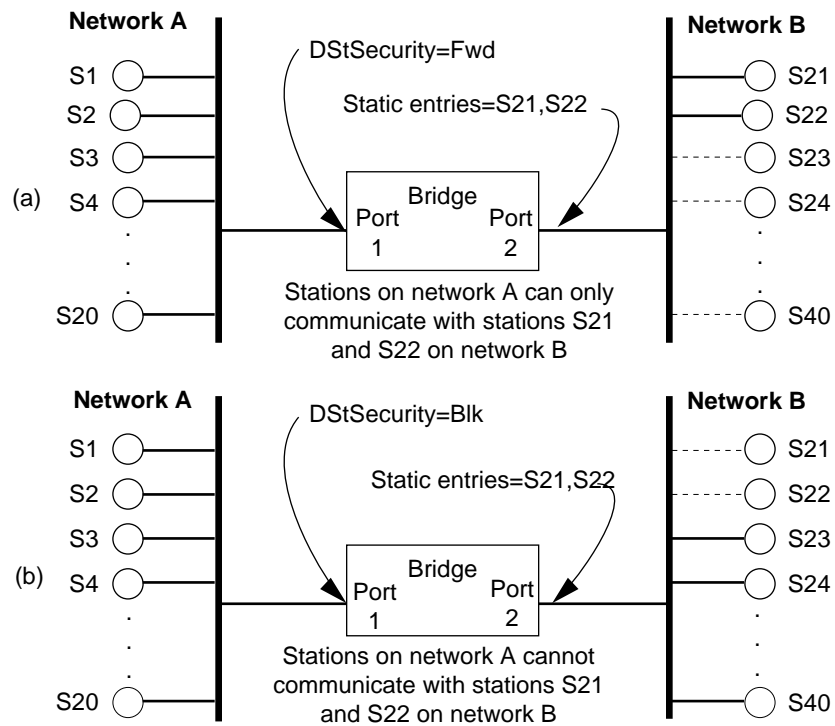 Network A
Network B
DStSecurity=Fwd
S1
S21
Static entries=S21,S22
S2
S22
S3
S23
(a)
S4
Bridge
S24
Port
Port
1
2
.
.
.
.
.
.
Stations on network A can only
communicate with stations S21
and S22 on network B
S20
S40
Network A
Network B
DStSecurity=Blk
S1
S21
Static entries=S21,S22
S2
S22
S3
S23
(b)
S4
Bridge
S24
Port
Port
1
2
.
.
.
.
.
.
Stations on network A cannot
communicate with stations S21
and S22 on network B
S20
S40